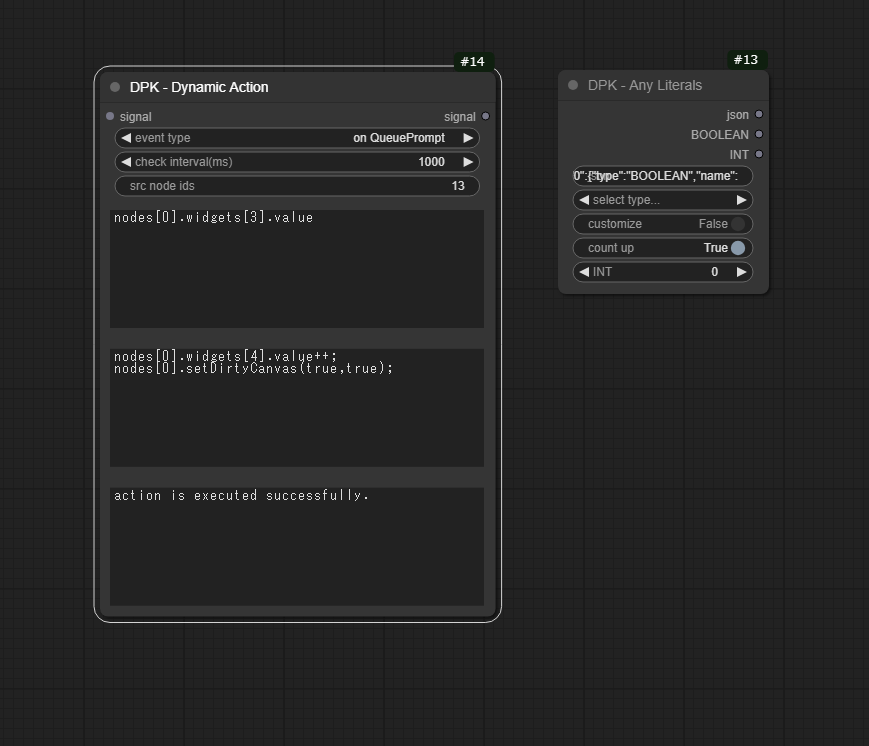 #14
DPK - Dynamic Action
signal signal
event type on QueuePrompt
check interval(ms) 1000
src node ids 13
nodes[0].widgets[3].value
nodes[0].widgets[4].value++;
nodes[0].setDirtyCanvas(true,true);
action is executed successfully.
#13
DPK - Any Literals
json
BOOLEAN
INT
0":{"type":"BOOLEAN","name":
select type...
customize False
count up True
INT 0